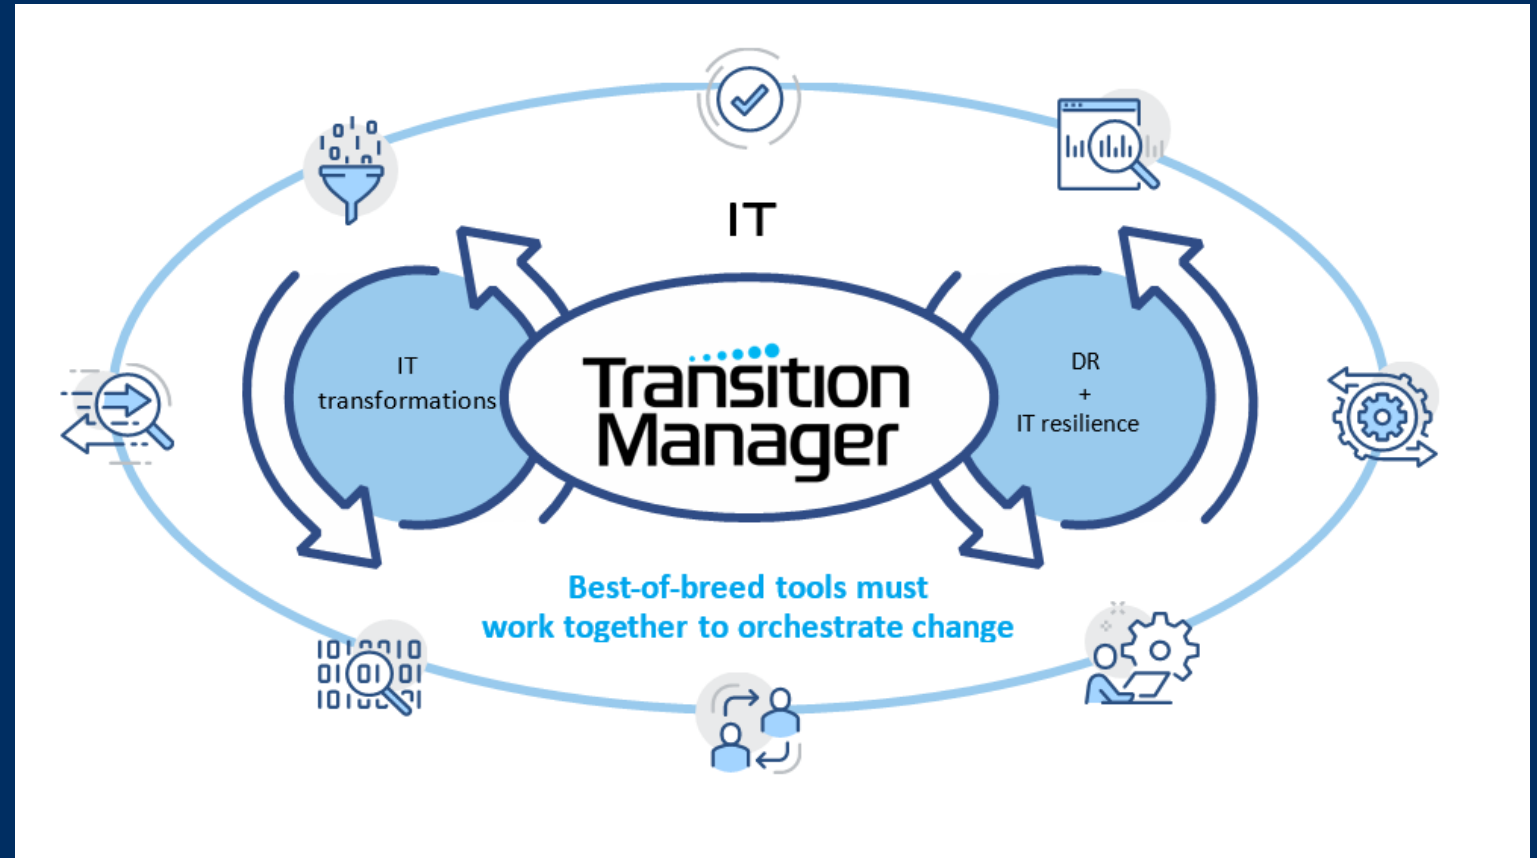 IT
IT
transformations
Transition
Manager
DR
+
IT resilience
Best-of-breed tools must
work together to orchestrate change